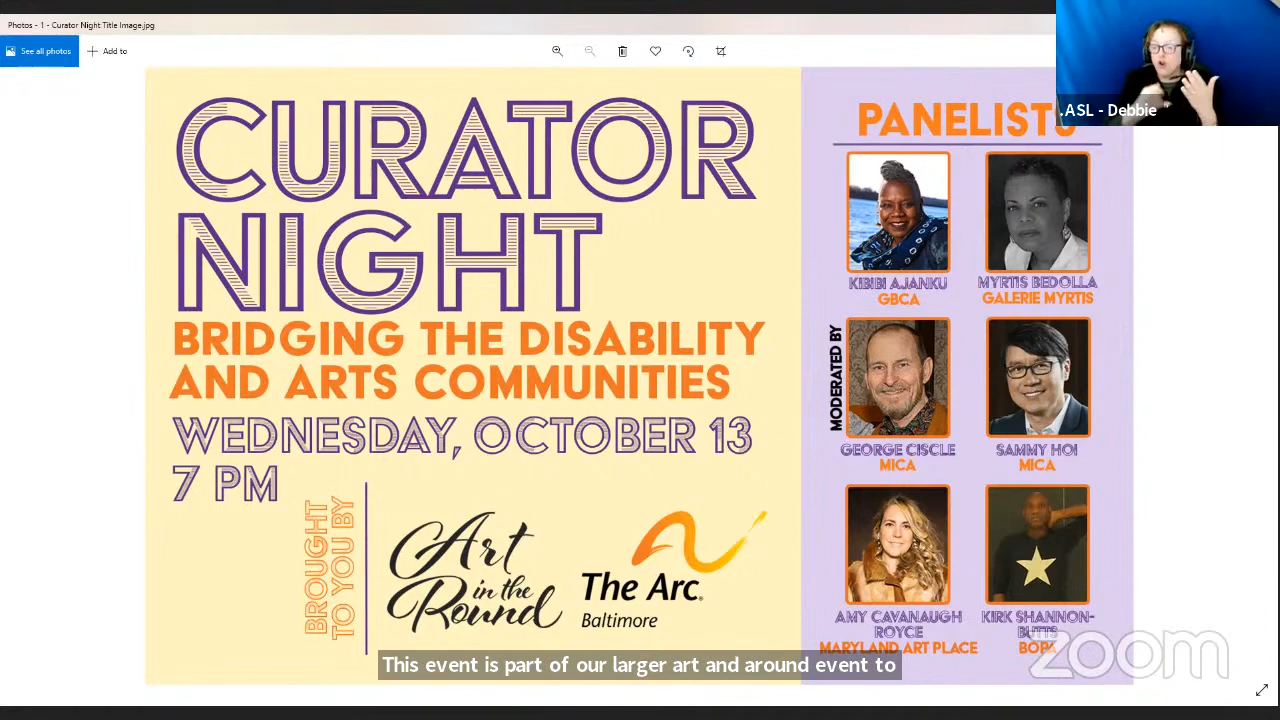 Photos - 1 - Curator Night Title Image.jpg
See all photos
Add to
.ASL - Debbie
CURATOR
NIGHT
BRIDGING THE DISABILITY
AND ARTS COMMUNITIES
WEDNESDAY, OCTOBER 13
7 PM
BROUGHT
TO YOU BY
Art
in the
Round
The Arc®
Baltimore
PANELISTS
KIBIBI AJANKU
GBCA
MYRTIS BEDOLLA
GALERIE MYRTIS
MODERATED BY
GEORGE CISCLE
MICA
SAMMY HOI
MICA
AMY CAVANAUGH
ROYCE
MARYLAND ART PLACE
KIRK SHANNON-
BUTTS
BOPA
zoom
This event is part of our larger art and around event to